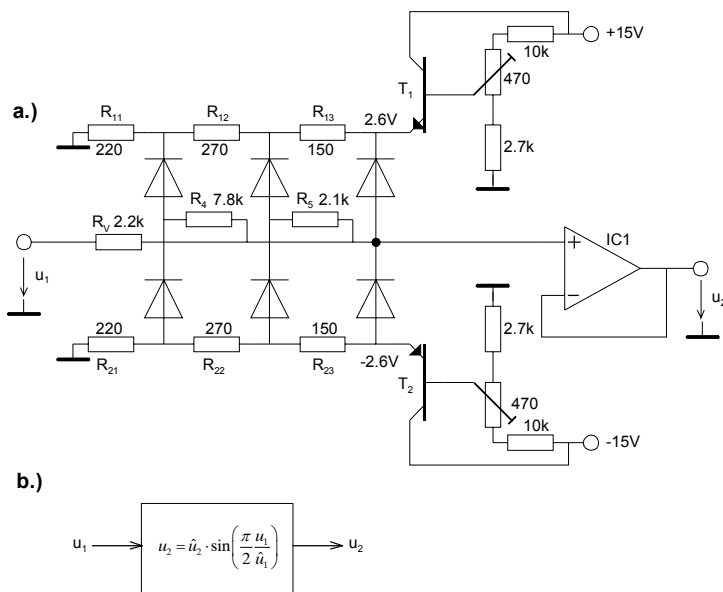 +15V
10k
470
T1
a.)
R11
R12
R13
2.6V
220
270
150
2.7k
R4 7.8k
R5 2.1k
RV 2.2k
IC1
+
u1
−
u2
220
270
150
2.7k
R21
R22
R23
-2.6V
T2
470
10k
-15V
b.)
u1
u2 = û2 · sin(π/2 u1/û1)
u2